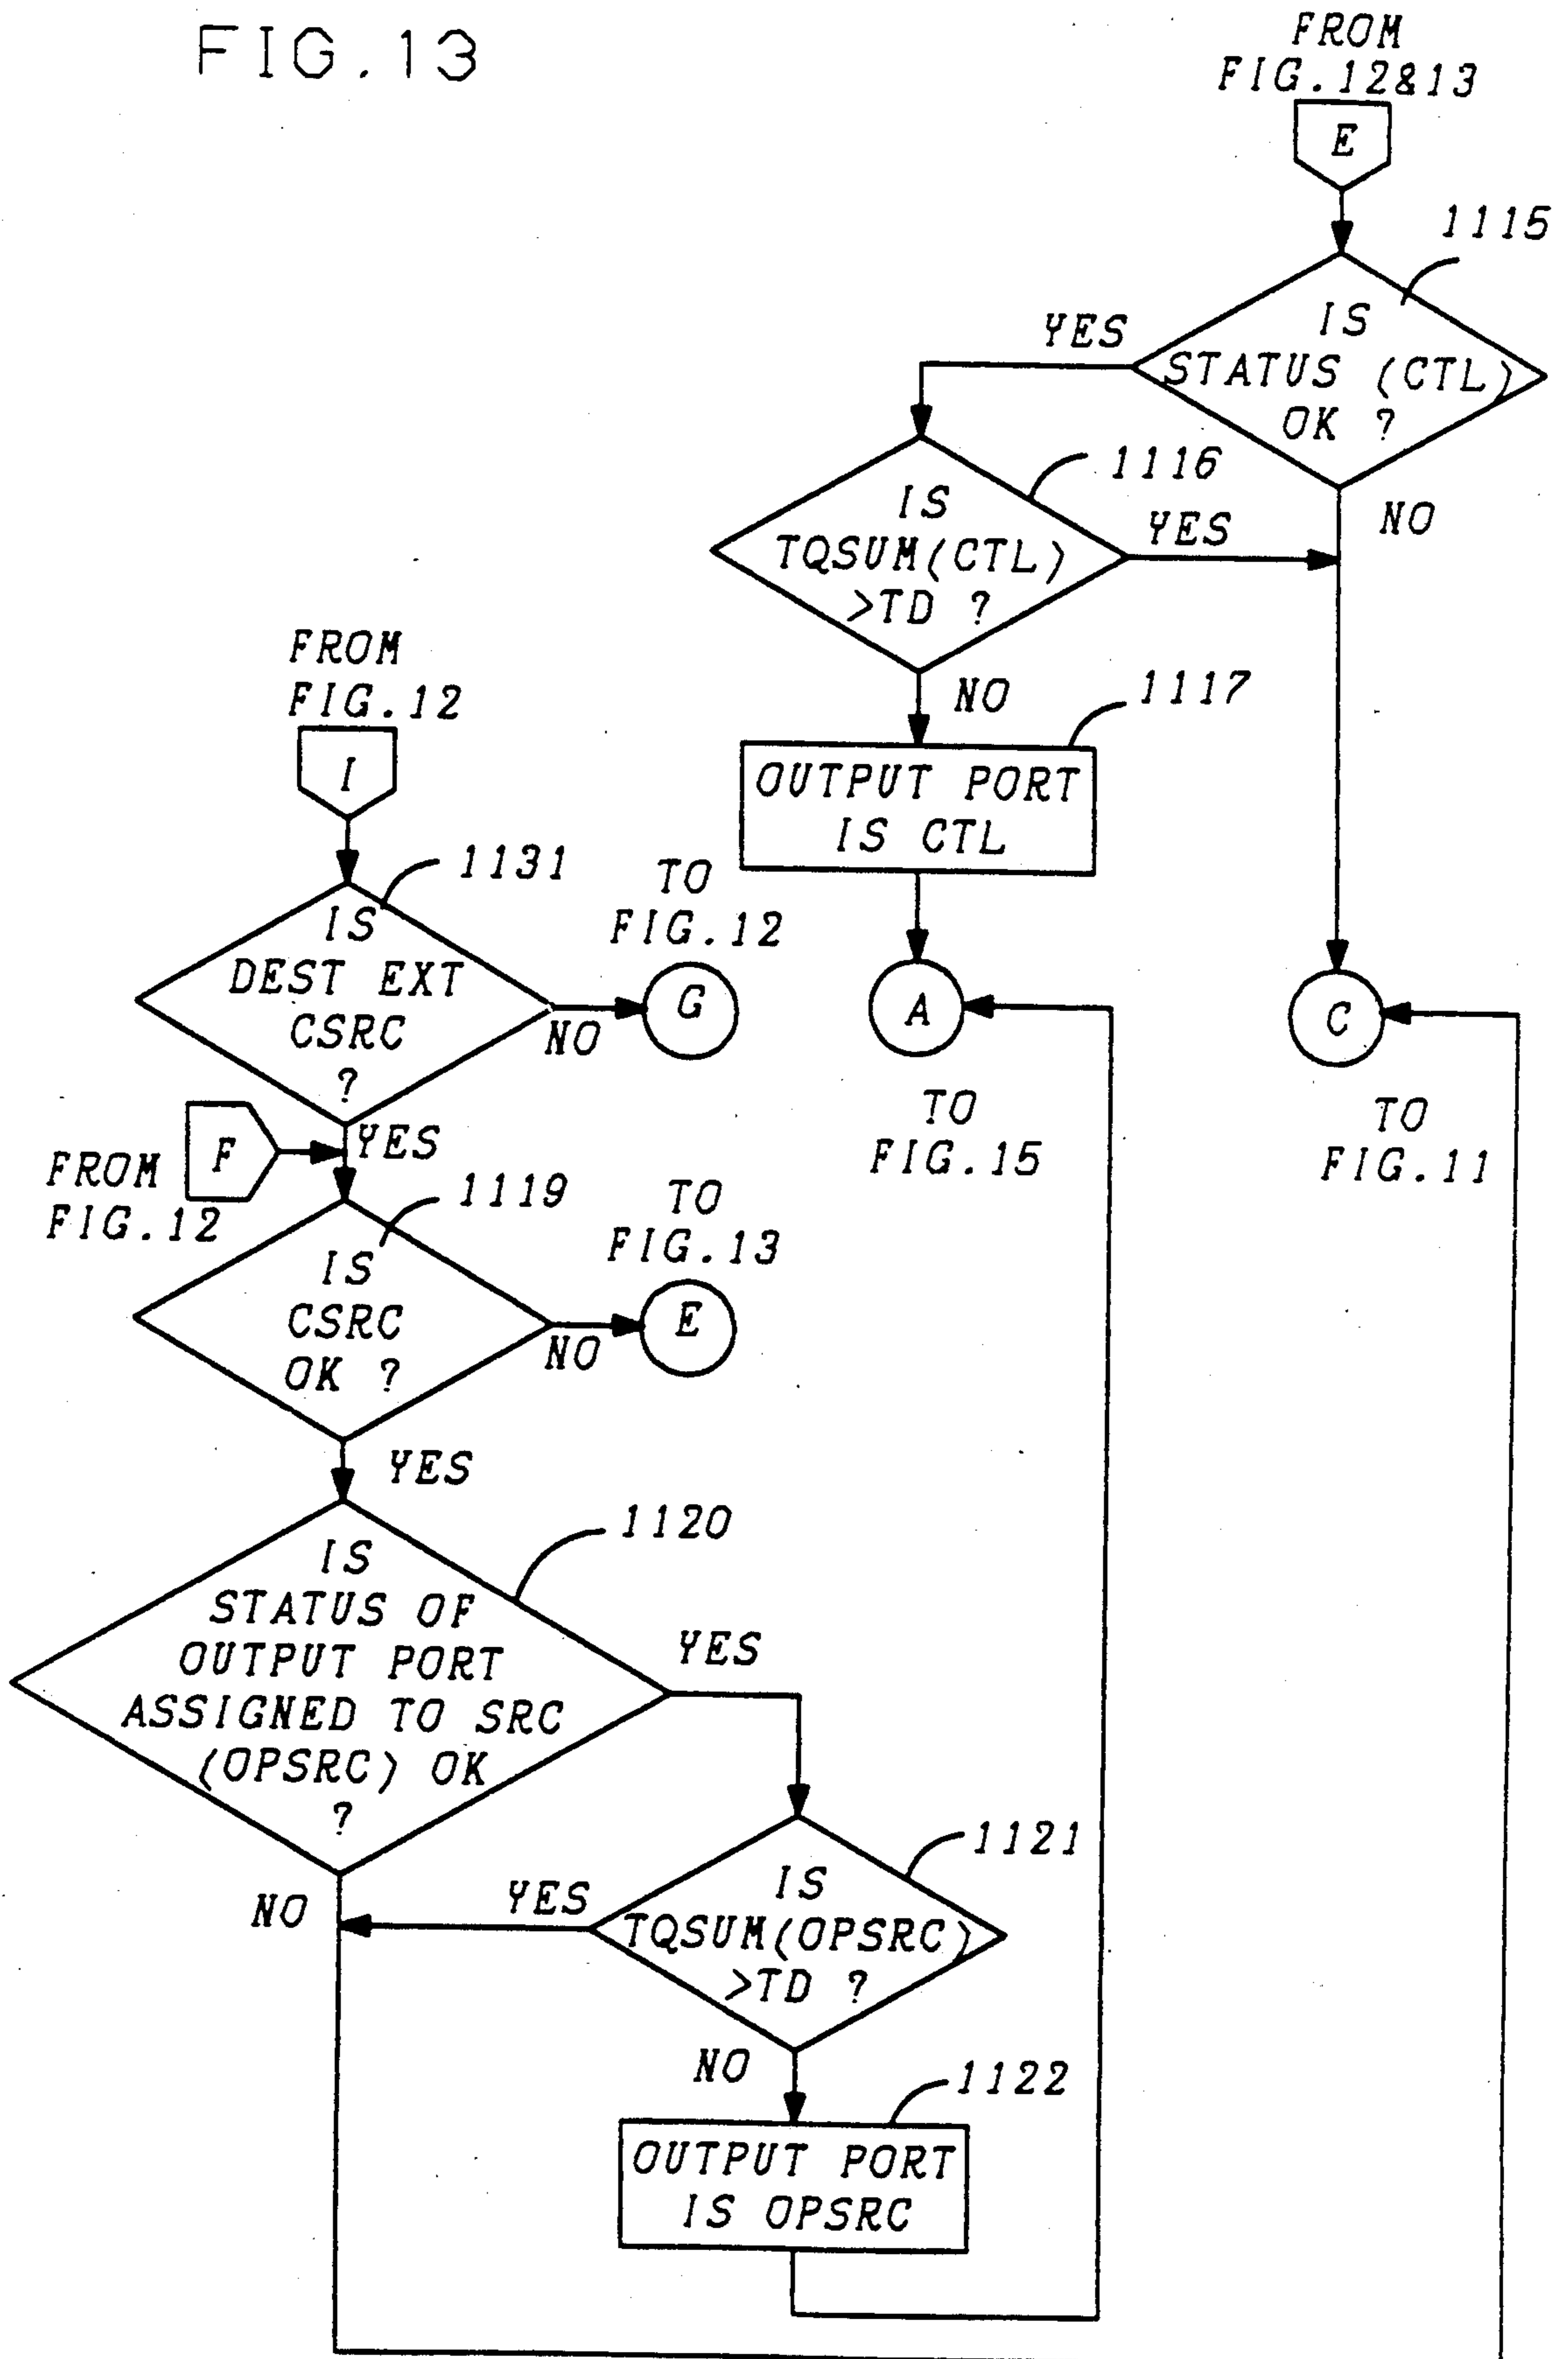 FIG.13
FROM
FIG.12&13
E
1115
IS
STATUS (CTL)
OK ?
YES
NO
1116
IS
TQSUM(CTL)
>TD ?
YES
NO
1117
OUTPUT PORT
IS CTL
A
TO
FIG.15
C
TO
FIG.11
FROM
FIG.12
I
1131
IS
DEST EXT
CSRC
?
NO
TO
FIG.12
G
YES
FROM
FIG.12
F
1119
IS
CSRC
OK ?
NO
TO
FIG.13
E
YES
1120
IS
STATUS OF
OUTPUT PORT
ASSIGNED TO SRC
(OPSRC) OK
?
YES
NO
1121
IS
TQSUM(OPSRC)
>TD ?
YES
NO
1122
OUTPUT PORT
IS OPSRC